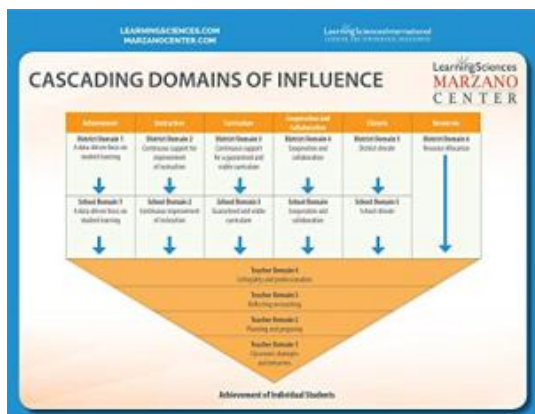 LEARNINGSCIENCES.COM
MARZANOCENTER.COM
LearningSciencesInternational
LearningSciences
MARZANO
CENTER
CASCADING DOMAINS OF INFLUENCE
Achievement
Instruction
Curriculum
Cooperation and
Collaboration
Climate
Resources
District Domain 1
A data-driven focus on
student learning
District Domain 2
Continuous support for
improvement
of instruction
District Domain 3
Continuous support
for a guaranteed and
viable curriculum
District Domain 4
Cooperation and
collaboration
District Domain 5
District climate
District Domain 6
Resource Allocation
School Domain 1
A data-driven focus on
student learning
School Domain 2
Continuous improvement
of instruction
School Domain 3
Guaranteed and viable
curriculum
School Domain
Cooperation and
collaboration
School Domain 5
School climate
Teacher Domain 4
Collegiality and professionalism
Teacher Domain 3
Reflecting on teaching
Teacher Domain 2
Planning and preparing
Teacher Domain 1
Classroom strategies
and behaviors
Achievement of Individual Students